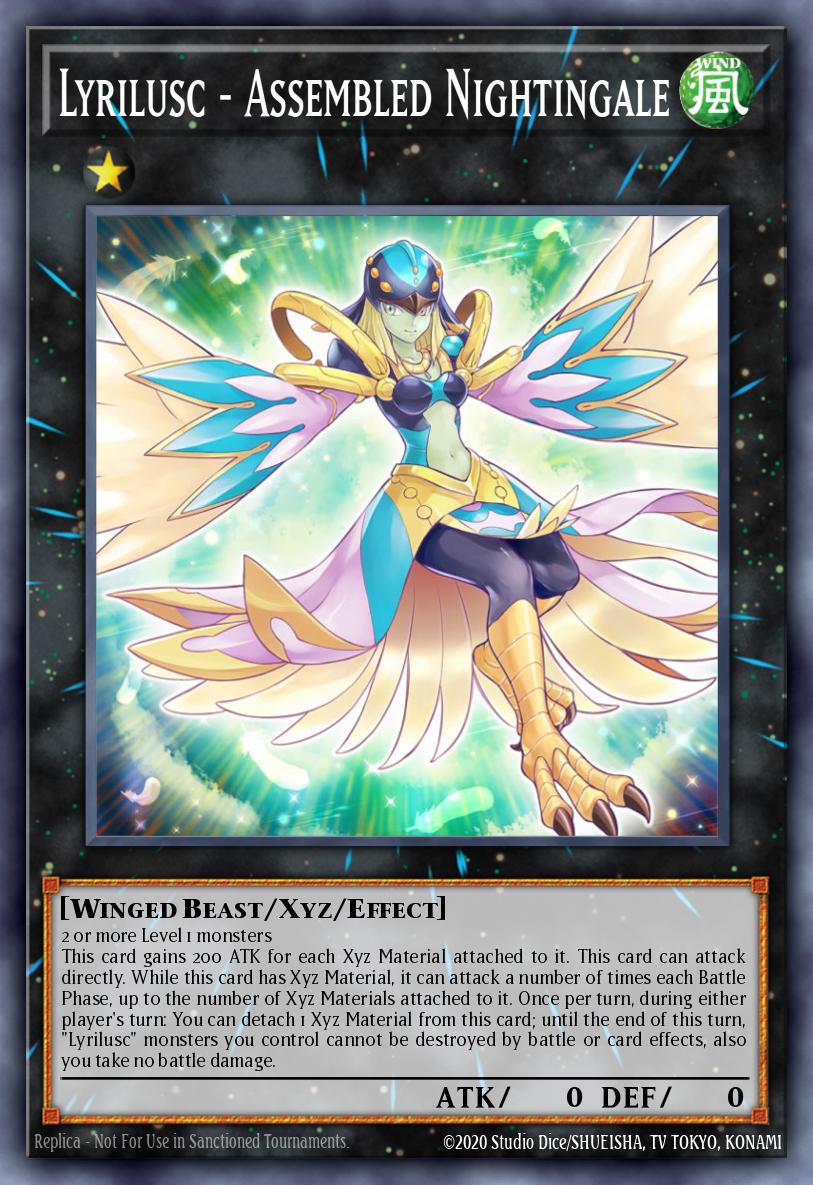 Lyrilusc - Assembled Nightingale
WIND
風
[Winged Beast/Xyz/Effect]
2 or more Level 1 monsters
This card gains 200 ATK for each Xyz Material attached to it. This card can attack
directly. While this card has Xyz Material, it can attack a number of times each Battle
Phase, up to the number of Xyz Materials attached to it. Once per turn, during either
player's turn: You can detach 1 Xyz Material from this card; until the end of this turn,
"Lyrilusc" monsters you control cannot be destroyed by battle or card effects, also
you take no battle damage.
ATK/ 0 DEF/ 0
Replica - Not For Use in Sanctioned Tournaments.
©2020 Studio Dice/SHUEISHA, TV TOKYO, KONAMI